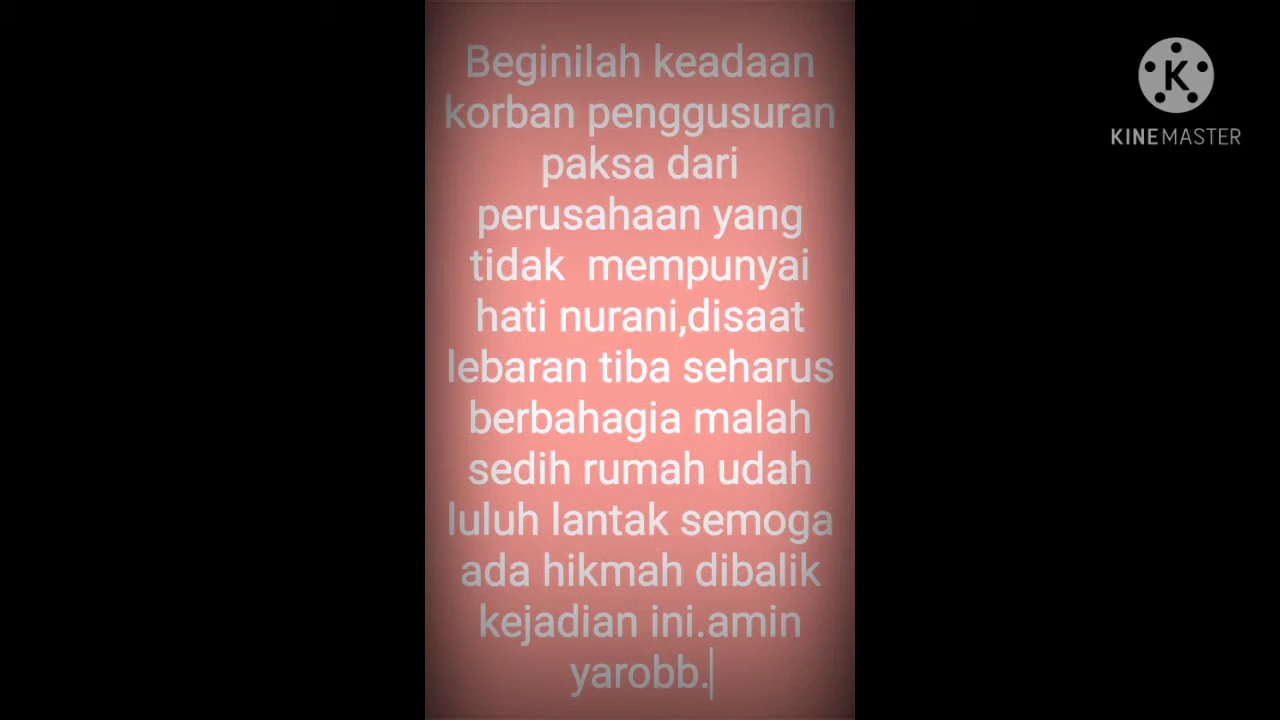 Beginilah keadaan
korban penggusuran
paksa dari
perusahaan yang
tidak  mempunyai
hati nurani,disaat
lebaran tiba seharus
berbahagia malah
sedih rumah udah
luluh lantak semoga
ada hikmah dibalik
kejadian ini.amin
yarobb.
K
KINEMASTER